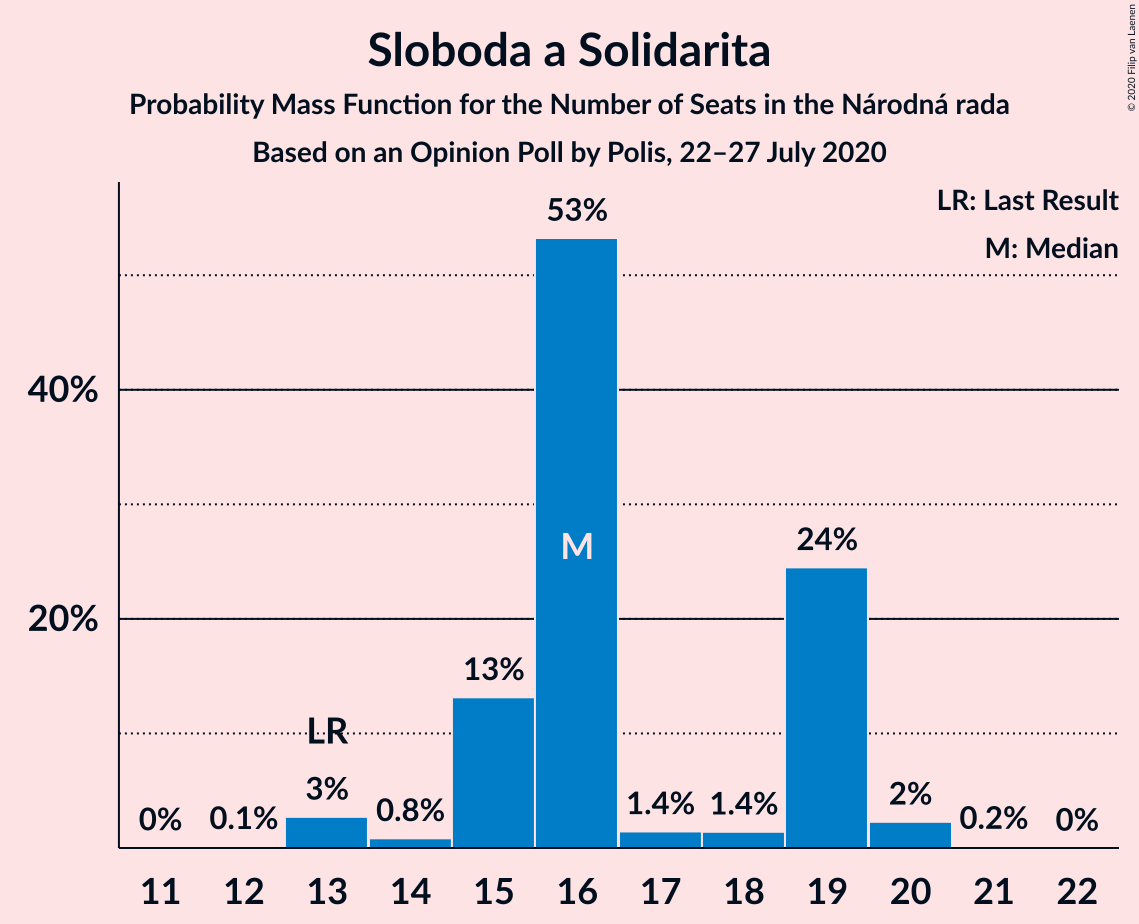 © 2020 Filip van Laenen
Sloboda a Solidarita
Probability Mass Function for the Number of Seats in the Národná rada
Based on an Opinion Poll by Polis, 22–27 July 2020
LR: Last Result
M: Median
53%
40%
M
24%
20%
13%
LR
3%
0% 0.1% 0.8% 1.4% 1.4% 2% 0.2% 0%
11 12 13 14 15 16 17 18 19 20 21 22